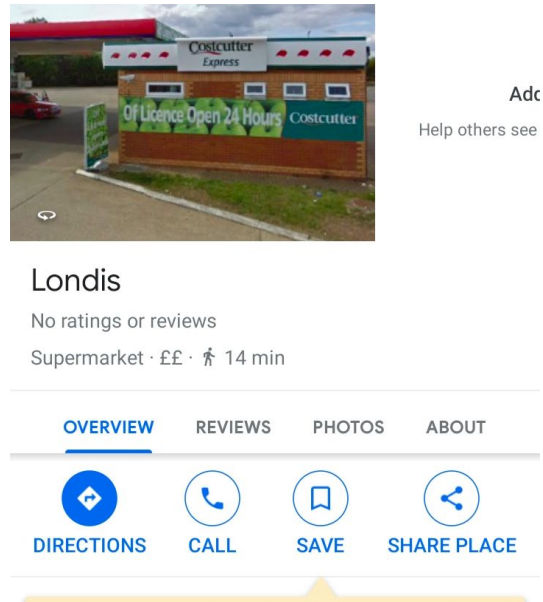 Costcutter
Express
Of Licence Open 24 Hours Costcutter
Add
Help others see
Londis
No ratings or reviews
Supermarket · ££ · 14 min
OVERVIEW REVIEWS PHOTOS ABOUT
DIRECTIONS CALL SAVE SHARE PLACE